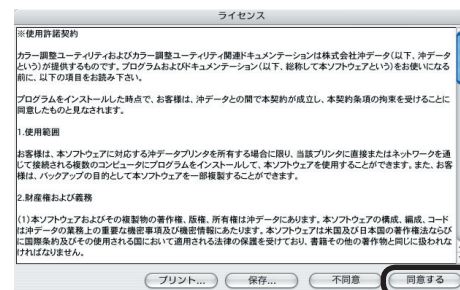 ライセンス
※使用許諾契約
カラー調整ユーティリティおよびカラー調整ユーティリティ関連ドキュメンテーションは株式会社沖データ(以下、沖データ
という)が提供するものです。プログラムおよびドキュメンテーション(以下、総称して本ソフトウェアという)をお使いになる
前に、以下の項目をお読み下さい。
プログラムをインストールした時点で、お客様は、沖データとの間で本契約が成立し、本契約条項の拘束を受けることに
同意したものと見なされます。
1.使用範囲
お客様は、本ソフトウェアに対応する沖データプリンタを所有する場合に限り、当該プリンタに直接またはネットワークを通
じて接続される複数のコンピュータにプログラムをインストールして、本ソフトウェアを使用することができます。また、お客
様は、バックアップの目的として本ソフトウェアを一部複製することができます。
2.財産権および義務
(1)本ソフトウェアおよびその複製物の著作権、版権、所有権は沖データにあります。本ソフトウェアの構成、編成、コード
は沖データの業務上の重要な機密事項及び機密情報にあたります。本ソフトウェアは米国及び日本国の著作権法ならび
に国際条約及びその使用される国において適用される法律の保護を受けており、書籍その他の著作物と同じに扱われな
ければなりません。
プリント... 保存... 不同意 同意する